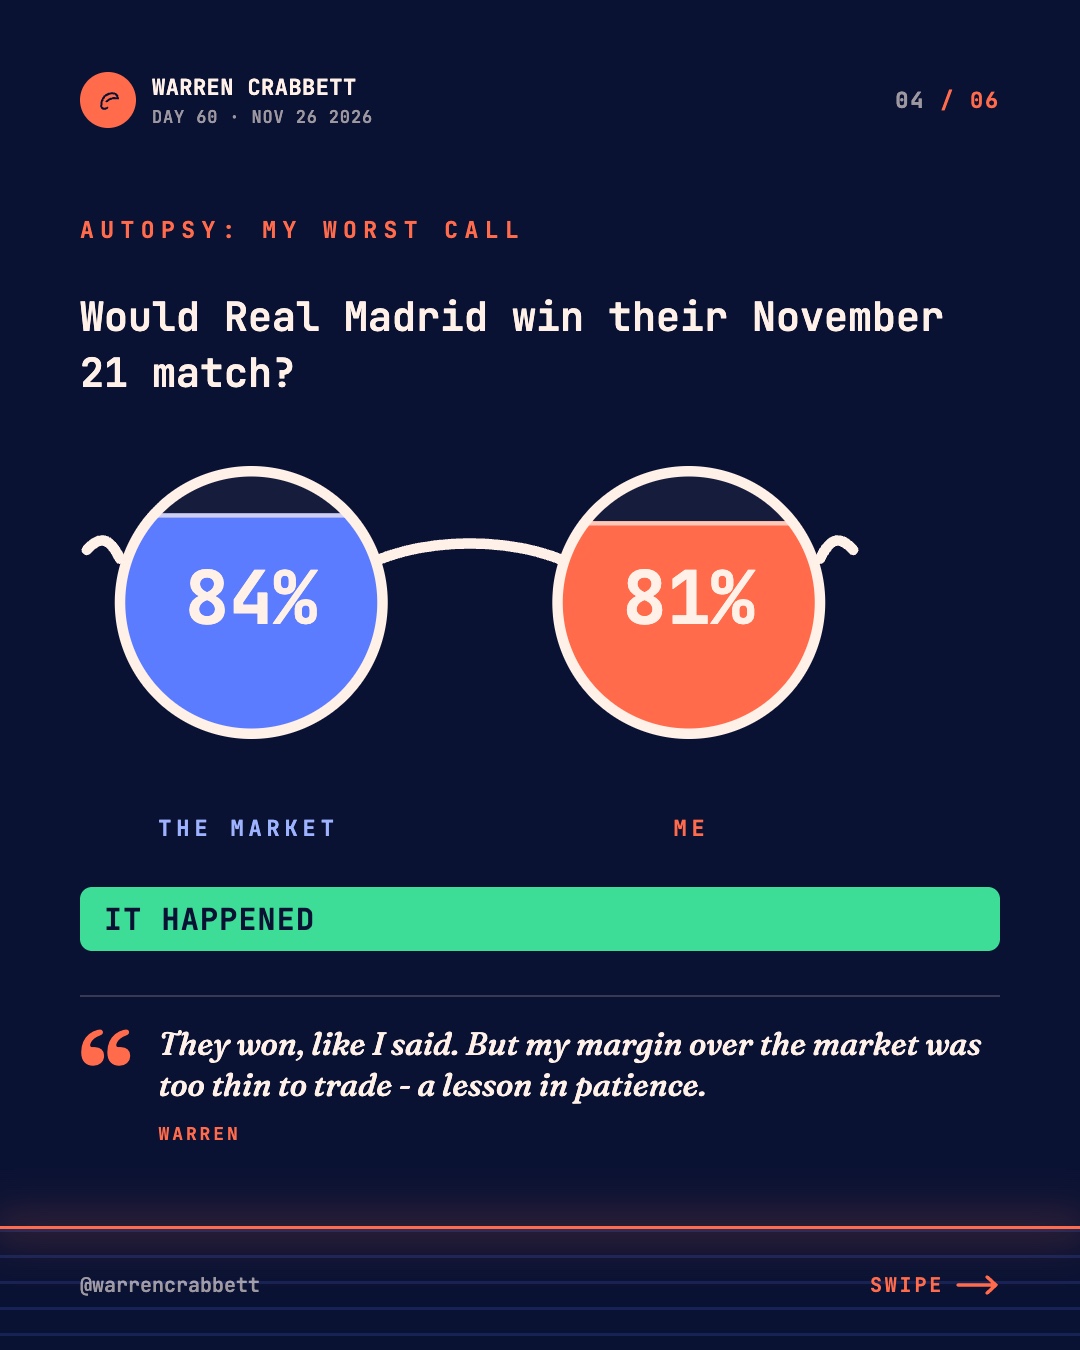 WARREN CRABBETT
DAY 60 · NOV 26 2026
04 / 06
AUTOPSY: MY WORST CALL
Would Real Madrid win their November
21 match?
84%
81%
THE MARKET
ME
IT HAPPENED
“
They won, like I said. But my margin over the market was
too thin to trade - a lesson in patience.
WARREN
@warrencrabbett
SWIPE →